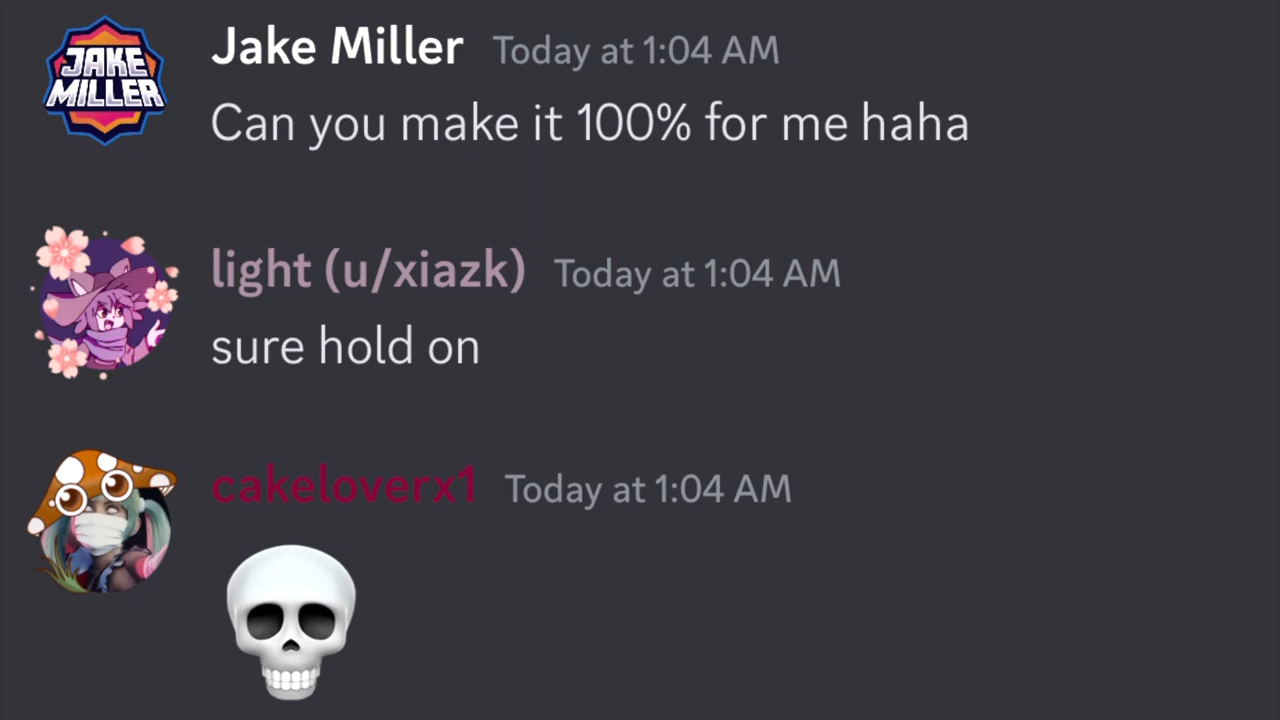 JAKE
MILLER
Jake Miller Today at 1:04 AM
Can you make it 100% for me haha
light (u/xiazk) Today at 1:04 AM
sure hold on
cakeloverx1 Today at 1:04 AM